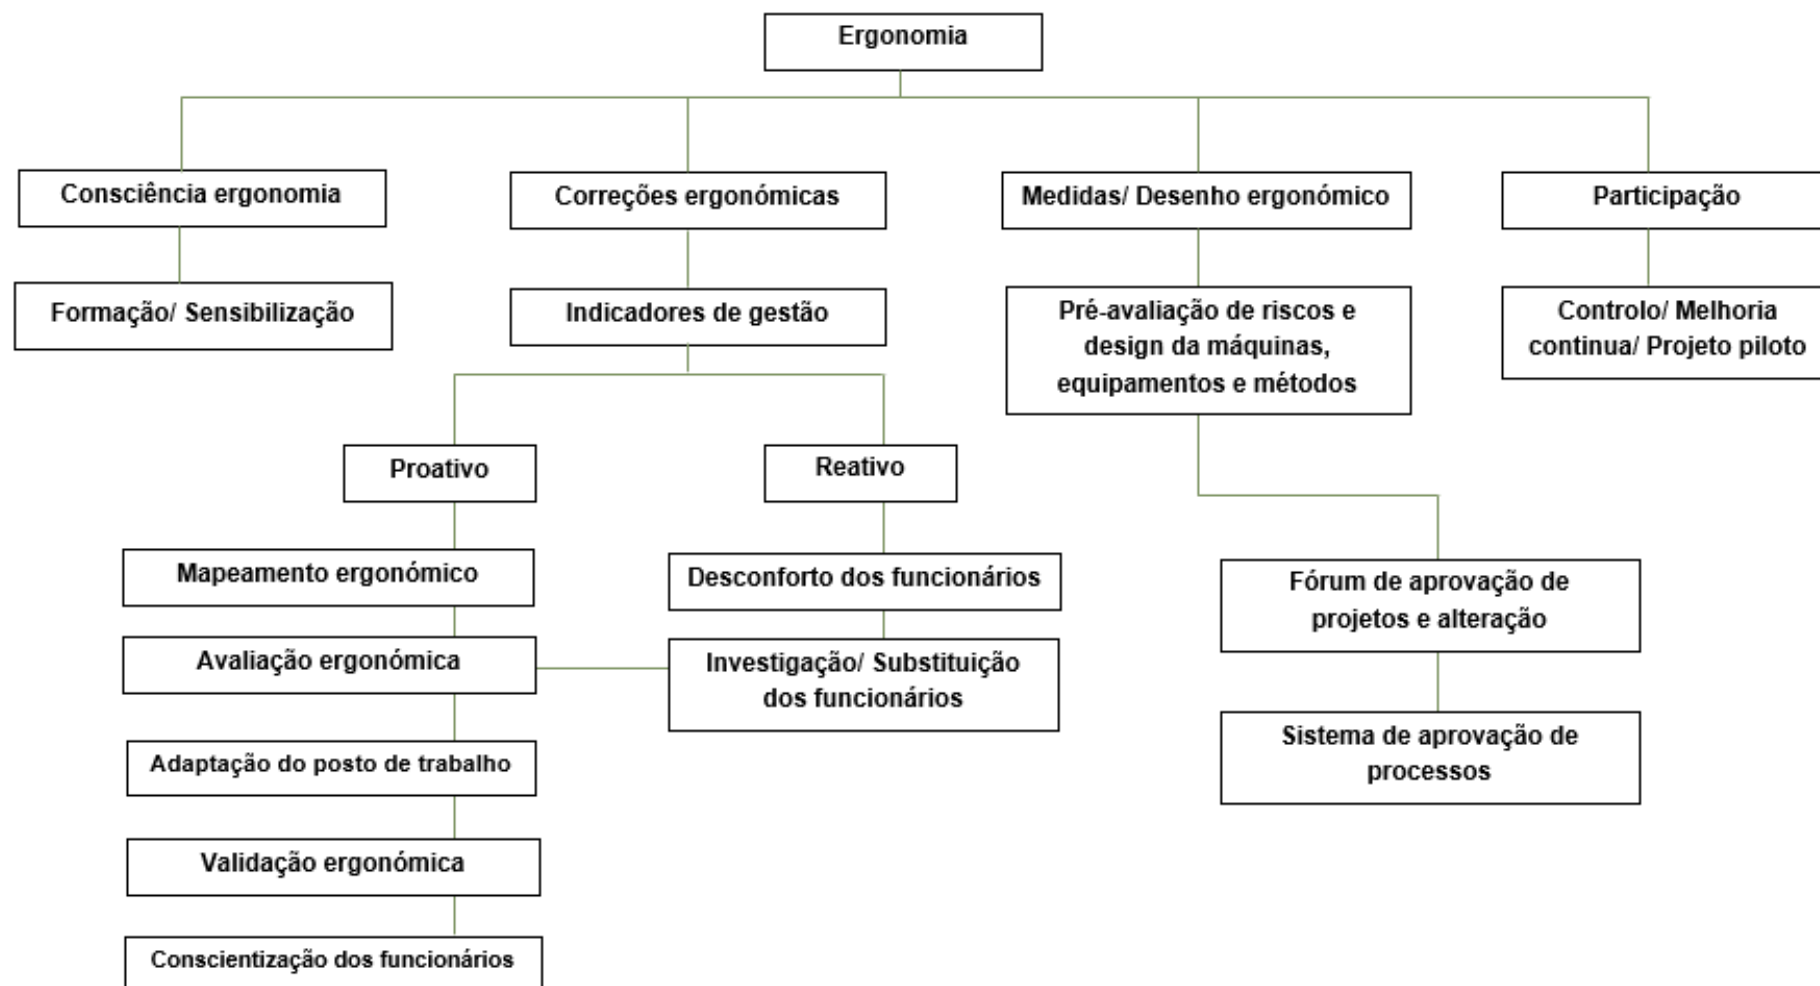 Ergonomia
Consciência ergonomia
Correções ergonómicas
Medidas/ Desenho ergonómico
Participação
Formação/ Sensibilização
Indicadores de gestão
Pré-avaliação de riscos e
design da máquinas,
equipamentos e métodos
Controlo/ Melhoria
continua/ Projeto piloto
Proativo
Reativo
Mapeamento ergonómico
Desconforto dos funcionários
Fórum de aprovação de
projetos e alteração
Avaliação ergonómica
Investigação/ Substituição
dos funcionários
Adaptação do posto de trabalho
Sistema de aprovação de
processos
Validação ergonómica
Conscientização dos funcionários